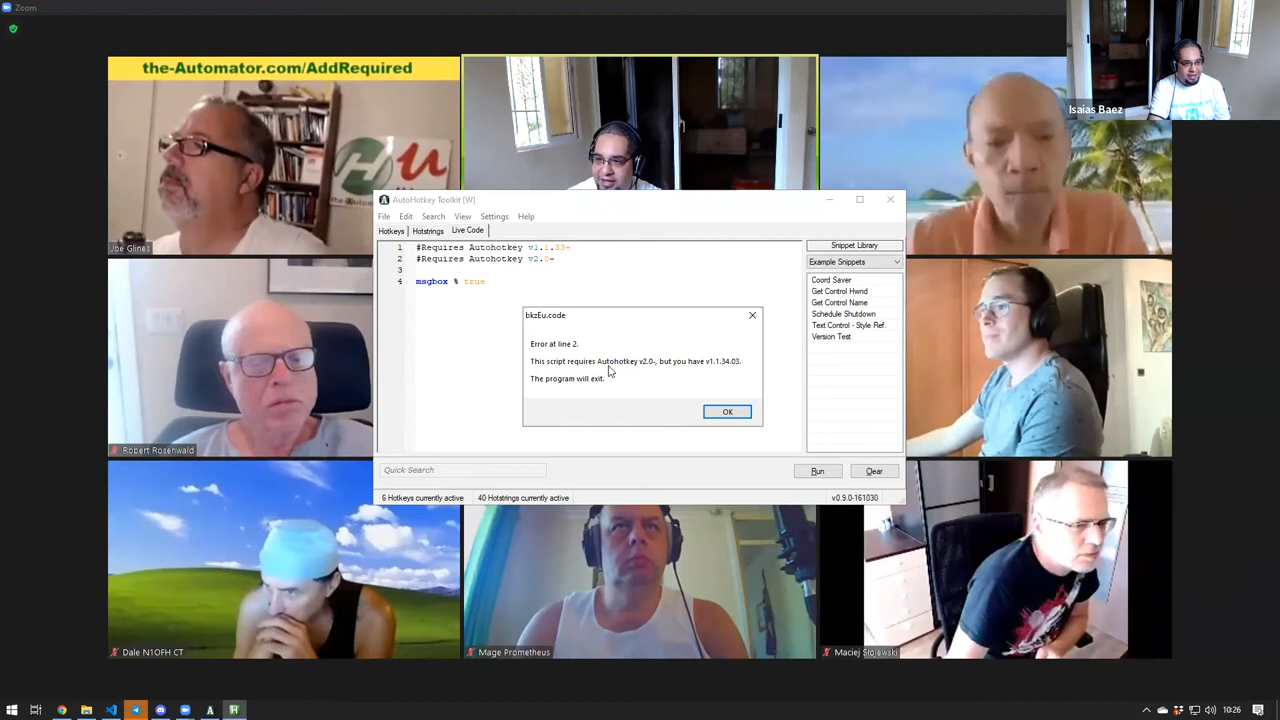 Zoom
the-Automator.com/AddRequired
Isaias Baez
Joe Glines
AutoHotkey Toolkit [W]
File Edit Search View Settings Help
Hotkeys Hotstrings Live Code
1 #Requires Autohotkey v1.1.33+
2 #Requires Autohotkey v2.0-
3
4 msgbox % true
Snippet Library
Example Snippets
Coord Saver
Get Control Hwnd
Get Control Name
Schedule Shutdown
Text Control - Style Ref.
Version Test
bkzEu.code
Error at line 2.
This script requires Autohotkey v2.0-, but you have v1.1.34.03.
The program will exit.
OK
Quick Search
Run Clear
6 Hotkeys currently active 40 Hotstrings currently active v0.9.0-161030
Robert Rosenwald
Dale N1OFH CT
Mage Prometheus
Maciej Słojewski
10:26